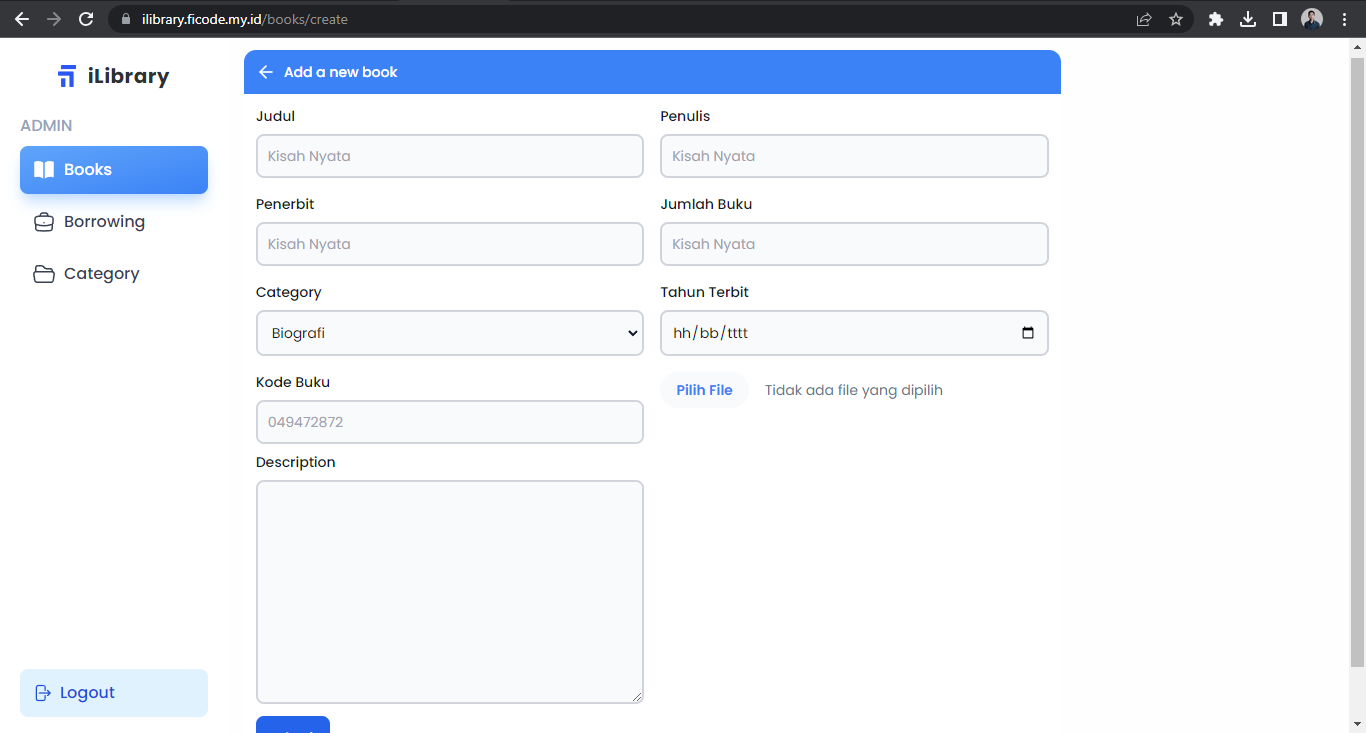 ilibrary.ficode.my.id/books/create
iLibrary
ADMIN
Books
Borrowing
Category
Logout
Add a new book
Judul
Penulis
Kisah Nyata
Kisah Nyata
Penerbit
Jumlah Buku
Kisah Nyata
Kisah Nyata
Category
Tahun Terbit
Biografi
hh/bb/tttt
Kode Buku
Pilih File
Tidak ada file yang dipilih
049472872
Description